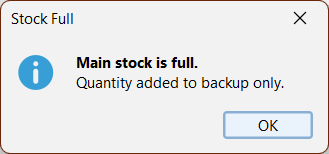 Stock Full
Main stock is full.
Quantity added to backup only.
OK